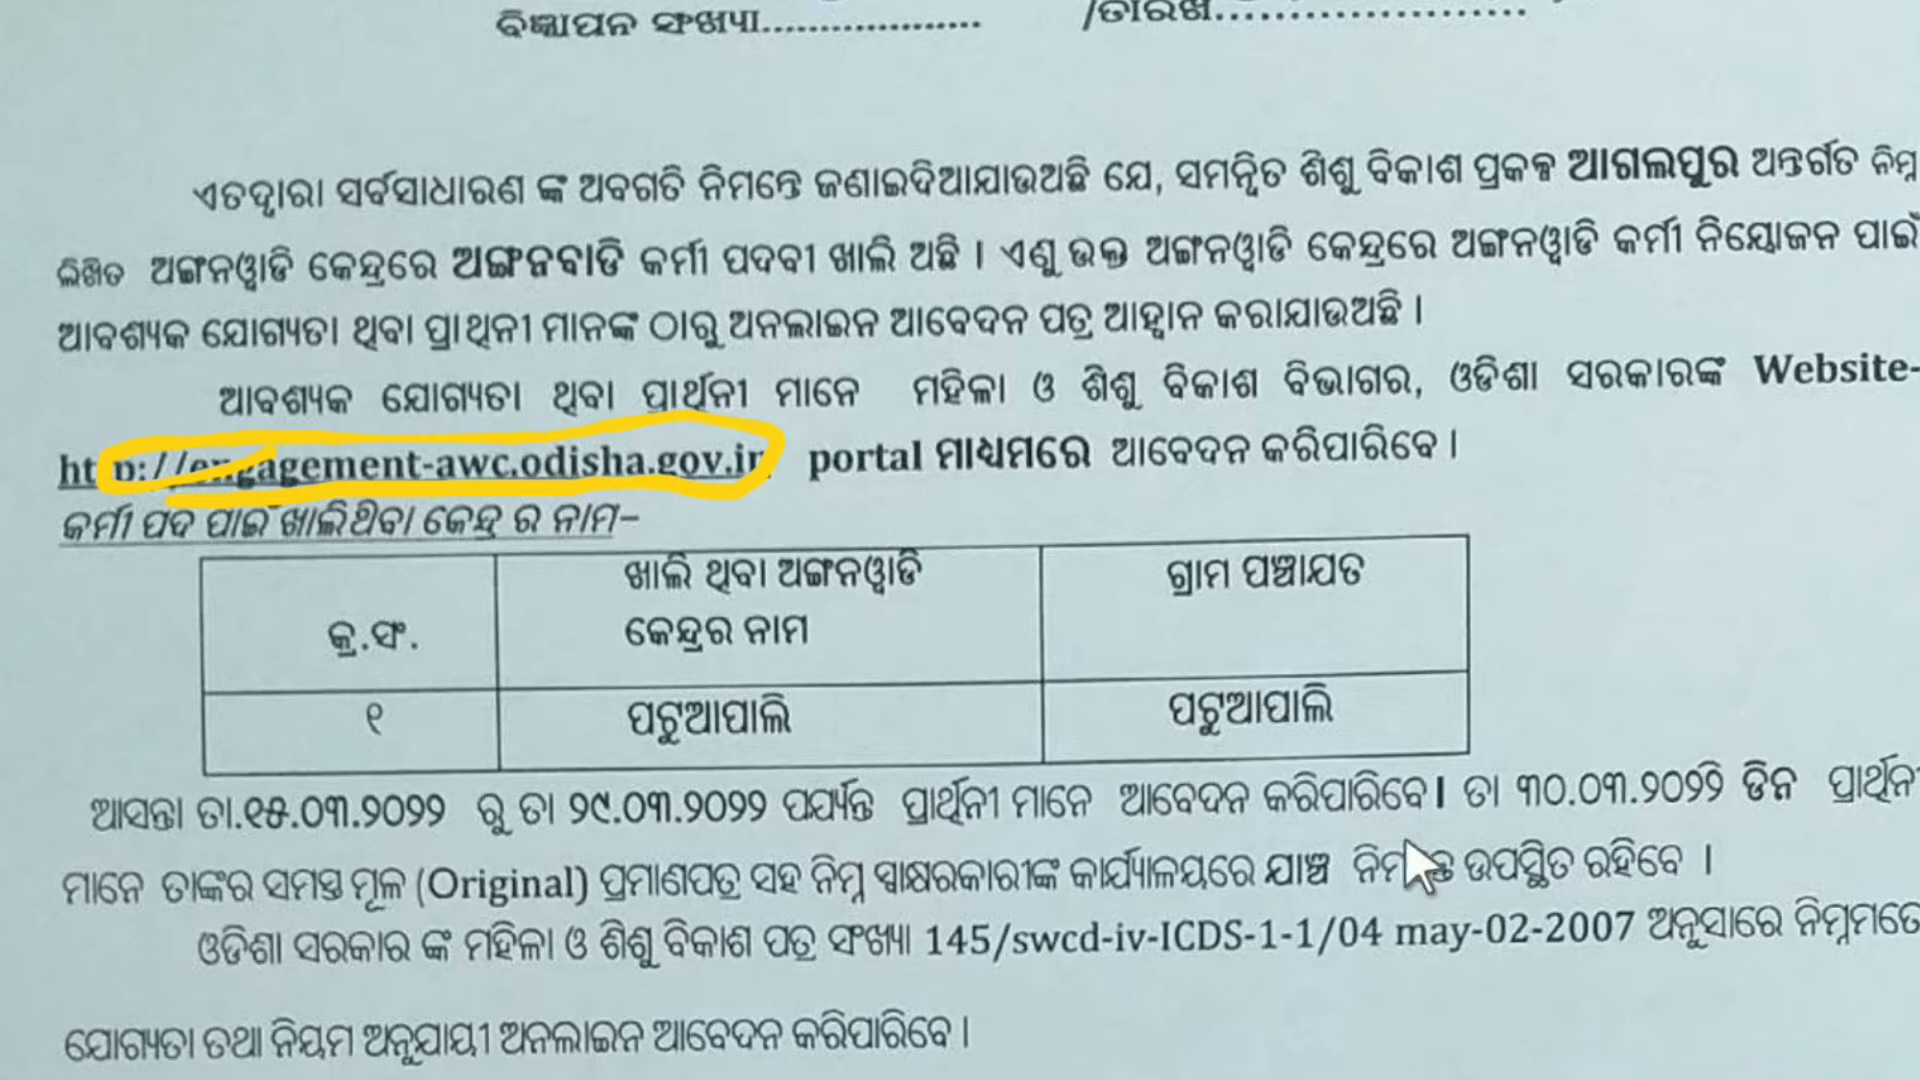 ବିଜ୍ଞାପନ ସଂଖ୍ୟା................... /ତାରିଖ......................
ଏତଦ୍ଵାରା ସର୍ବସାଧାରଣ ଙ୍କ ଅବଗତି ନିମନ୍ତେ ଜଣାଇଦିଆଯାଉଅଛି ଯେ, ସମନ୍ଵିତ ଶିଶୁ ବିକାଶ ପ୍ରକଳ୍ପ ଆଗଲପୁର ଅନ୍ତର୍ଗତ ନିମ୍ନ
ଲିଖିତ ଅଙ୍ଗନୱାଡି କେନ୍ଦ୍ରରେ ଅଙ୍ଗନବାଡି କର୍ମୀ ପଦବୀ ଖାଲି ଅଛି । ଏଣୁ ଉକ୍ତ ଅଙ୍ଗନୱାଡି କେନ୍ଦ୍ରରେ ଅଙ୍ଗନୱାଡି କର୍ମୀ ନିୟୋଜନ ପାଇଁ
ଆବଶ୍ୟକ ଯୋଗ୍ୟତା ଥିବା ପ୍ରାଥିନୀ ମାନଙ୍କ ଠାରୁ ଅନଲାଇନ ଆବେଦନ ପତ୍ର ଆହ୍ଵାନ କରାଯାଉଅଛି ।
ଆବଶ୍ୟକ ଯୋଗ୍ୟତା ଥିବା ପ୍ରାର୍ଥିନୀ ମାନେ ମହିଳା ଓ ଶିଶୁ ବିକାଶ ବିଭାଗର, ଓଡିଶା ସରକାରଙ୍କ Website-
http://engagement-awc.odisha.gov.in portal ମାଧ୍ୟମରେ ଆବେଦନ କରିପାରିବେ ।
କର୍ମୀ ପଦ ପାଇଁ ଖାଲିଥିବା କେନ୍ଦ୍ର ର ନାମ–
କ୍ର.ସଂ. ଖାଲି ଥିବା ଅଙ୍ଗନୱାଡି କେନ୍ଦ୍ରର ନାମ ଗ୍ରାମ ପଞ୍ଚାଯତ
୧ ପଟୁଆପାଲି ପଟୁଆପାଲି
ଆସନ୍ତା ତା.୧୫.୦୩.୨୦୨୨ ରୁ ତା ୨୯.୦୩.୨୦୨୨ ପର୍ଯ୍ୟନ୍ତ ପ୍ରାର୍ଥିନୀ ମାନେ ଆବେଦନ କରିପାରିବେ । ତା ୩୦.୦୩.୨୦୨୨ ଡିନ ପ୍ରାର୍ଥିନୀ
ମାନେ ତାଙ୍କର ସମସ୍ତ ମୂଳ (Original) ପ୍ରମାଣପତ୍ର ସହ ନିମ୍ନ ସ୍ଵାକ୍ଷରକାରୀଙ୍କ କାର୍ଯ୍ୟାଳୟରେ ଯାଞ୍ଚ ଉପସ୍ଥିତ ରହିବେ ।
ଓଡିଶା ସରକାର ଙ୍କ ମହିଳା ଓ ଶିଶୁ ବିକାଶ ପତ୍ର ସଂଖ୍ୟା 145/swcd-iv-ICDS-1-1/04 may-02-2007 ଅନୁସାରେ ନିମ୍ନମତେ
ଯୋଗ୍ୟତା ତଥା ନିୟମ ଅନୁଯାୟୀ ଅନଲାଇନ ଆବେଦନ କରିପାରିବେ ।